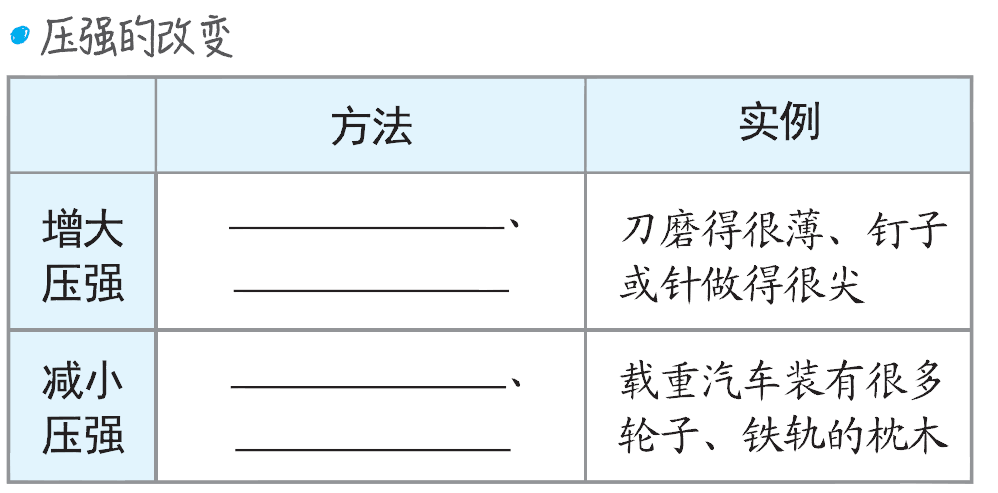 压强的改变
方法
实例
增大
压强
、
刀磨得很薄、钉子
或针做得很尖
减小
压强
、
载重汽车装有很多
轮子、铁轨的枕木